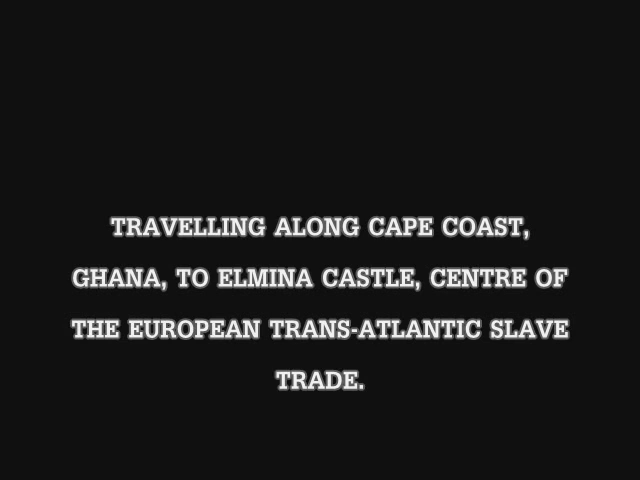 TRAVELLING ALONG CAPE COAST,
GHANA, TO ELMINA CASTLE, CENTRE OF
THE EUROPEAN TRANS-ATLANTIC SLAVE
TRADE.